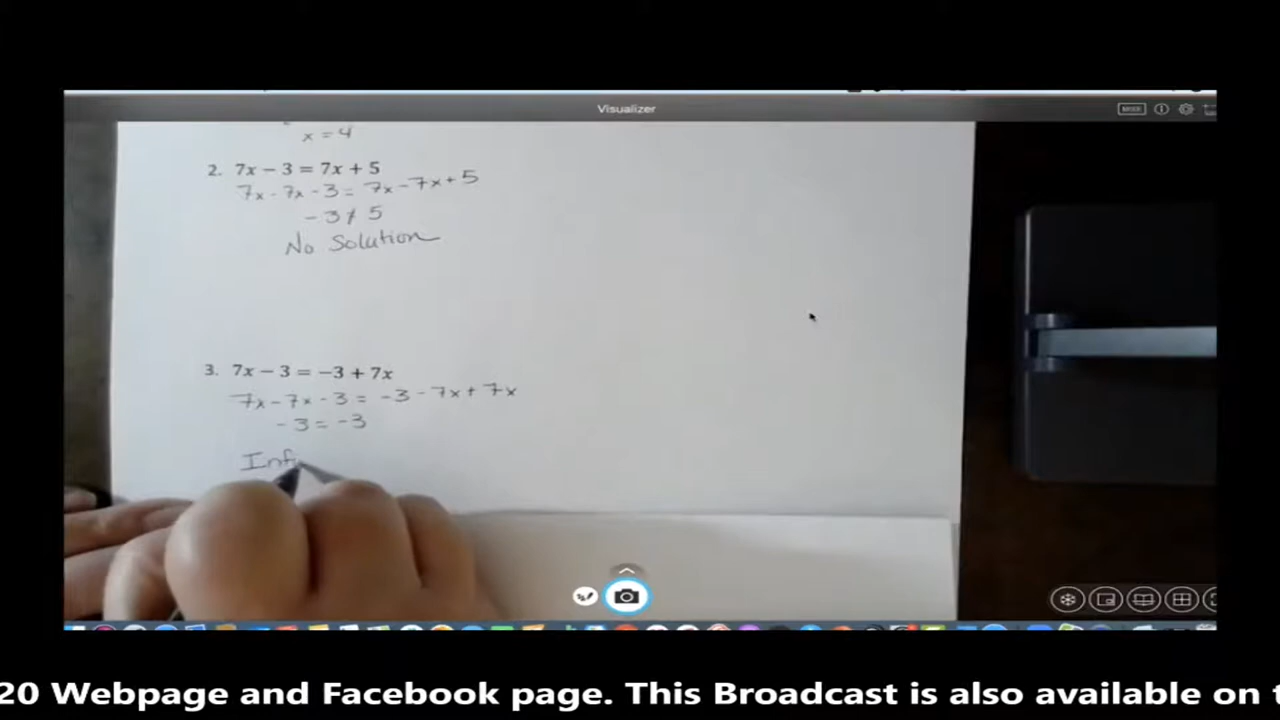 Visualizer
MODE
x = 4
2. 7x − 3 = 7x + 5
7x - 7x - 3 = 7x - 7x + 5
- 3 ≠ 5
No Solution
3. 7x − 3 = −3 + 7x
7x - 7x - 3 = -3 - 7x + 7x
- 3 = -3
Inf
20 Webpage and Facebook page. This Broadcast is also available on t